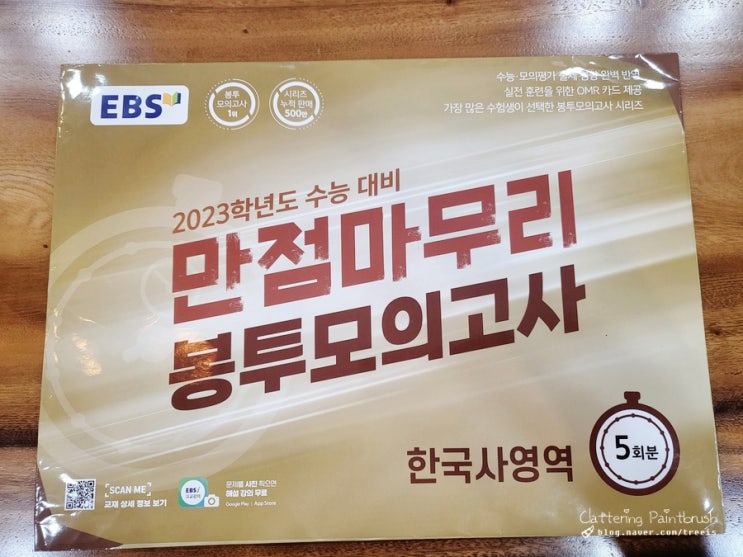 EBS
봉투
모의고사
1위
시리즈
누적 판매
500만
수능·모의평가 출제 완벽 반영
실전 훈련을 위한 OMR 카드 제공
가장 많은 수험생이 선택한 봉투모의고사 시리즈
2023학년도 수능 대비
만점마무리
봉투모의고사
한국사영역
5회분
SCAN ME
교재 상세 정보 보기
EBSi
고교강의
문제를 사진 찍으면
해설 강의 무료
Google Play | App Store
Clattering Paintbrush
blog.naver.com/treeis